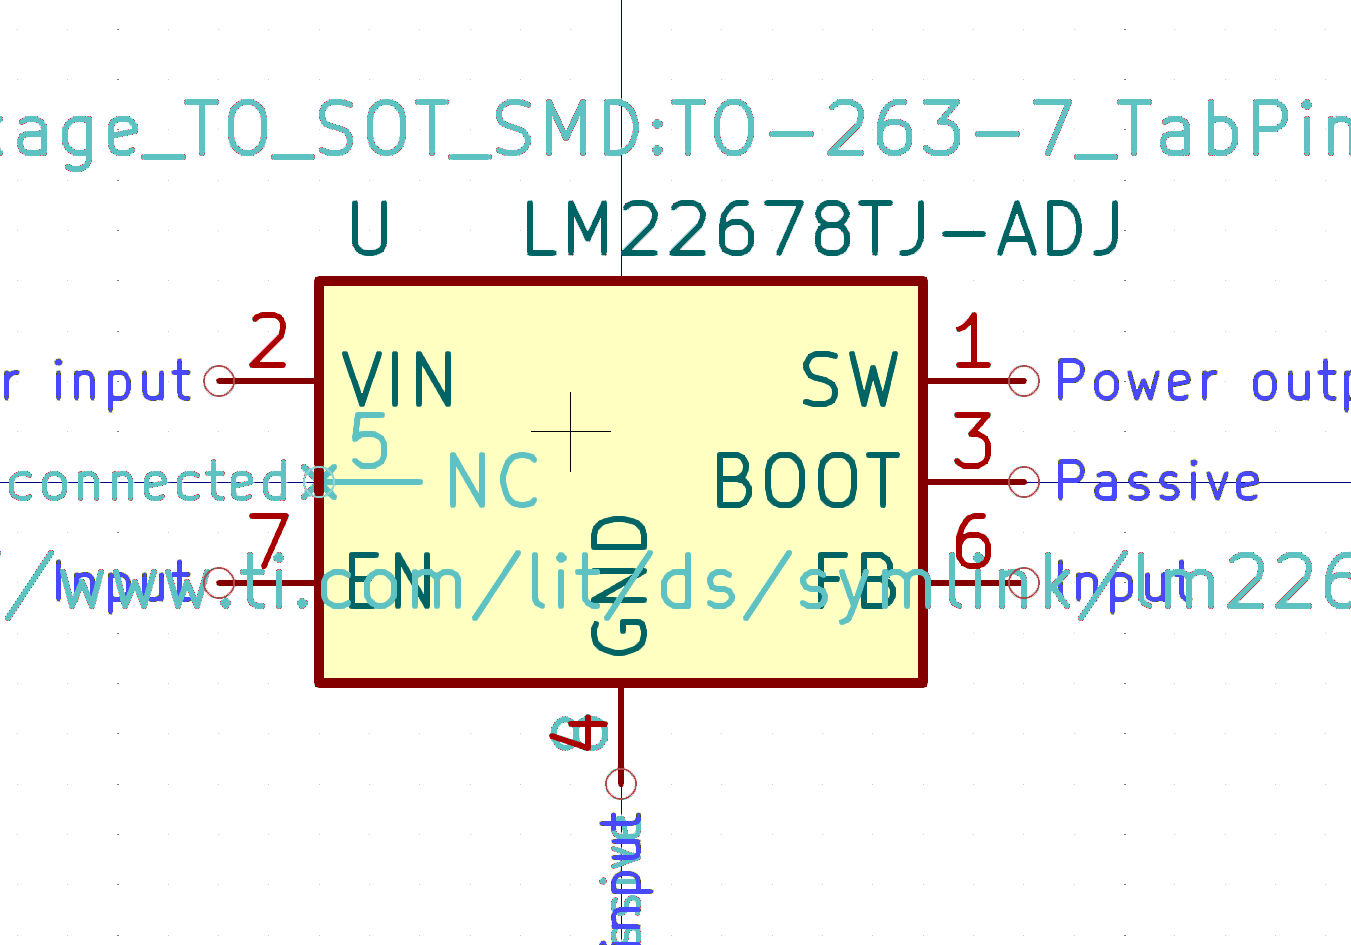 kage_TO_SOT_SMD:TO-263-7_TabPin
U LM22678TJ-ADJ
2 1
r input VIN SW Power outp
5 3
connected NC BOOT Passive
7 6
Input EN FB Input
/www.ti.com/lit/ds/symlink/lm226
GND
4
8
input